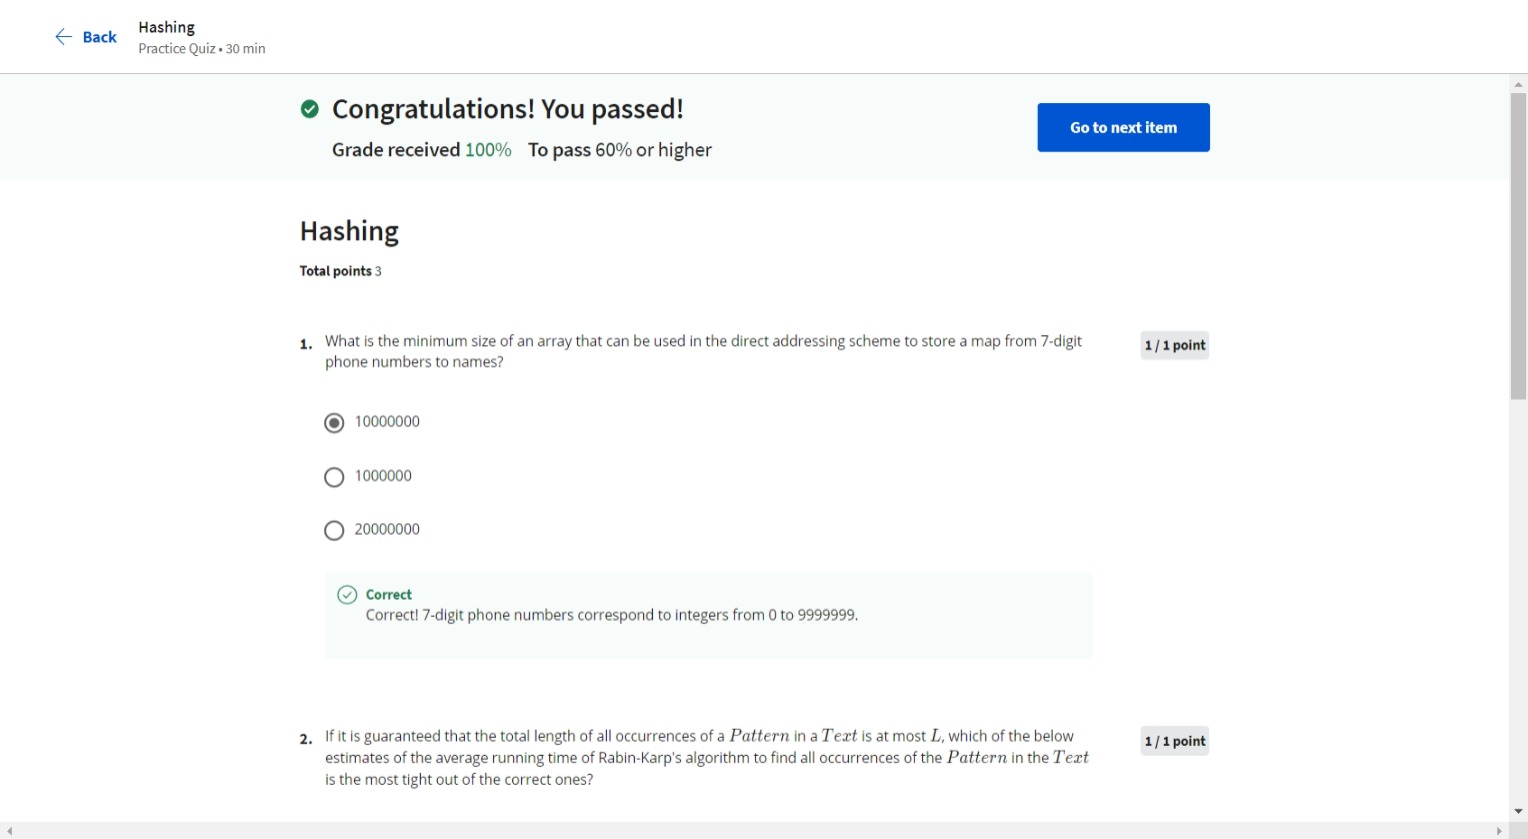 Back
Hashing
Practice Quiz • 30 min
Congratulations! You passed!
Grade received 100% To pass 60% or higher
Go to next item
Hashing
Total points 3
1. What is the minimum size of an array that can be used in the direct addressing scheme to store a map from 7-digit
phone numbers to names?
1 / 1 point
10000000
1000000
20000000
Correct
Correct! 7-digit phone numbers correspond to integers from 0 to 9999999.
2. If it is guaranteed that the total length of all occurrences of a Pattern in a Text is at most L, which of the below
estimates of the average running time of Rabin-Karp's algorithm to find all occurrences of the Pattern in the Text
is the most tight out of the correct ones?
1 / 1 point